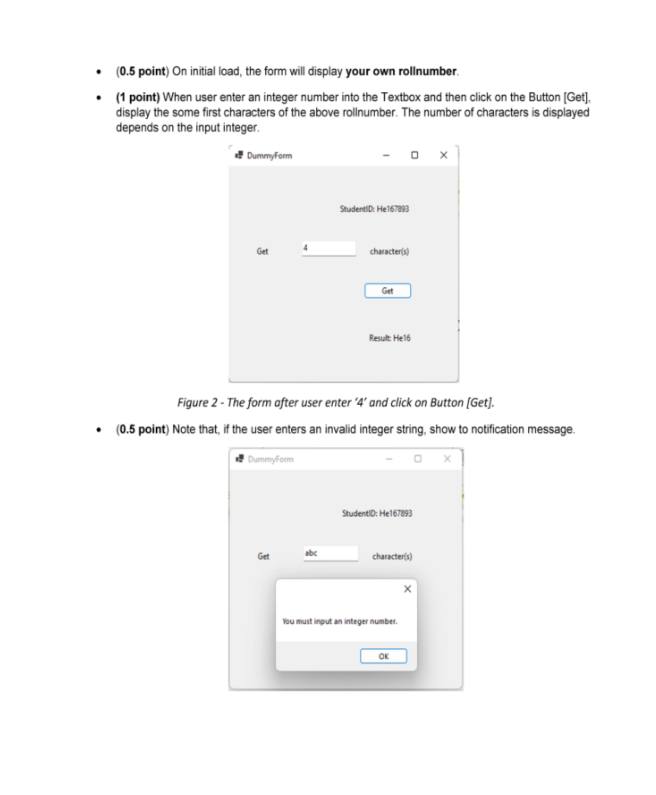 • (0.5 point) On initial load, the form will display your own rollnumber.
• (1 point) When user enter an integer number into the Textbox and then click on the Button [Get],
display the some first characters of the above rollnumber. The number of characters is displayed
depends on the input integer.
DummyForm
StudentID: He167893
Get 4 character(s)
Get
Result: He16
Figure 2 - The form after user enter ‘4’ and click on Button [Get].
• (0.5 point) Note that, if the user enters an invalid integer string, show to notification message.
DummyForm
StudentID: He167893
Get abc character(s)
You must input an integer number.
OK